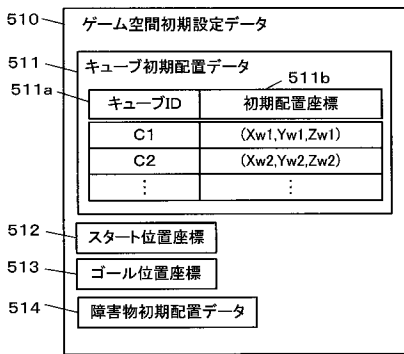 510
ゲーム空間初期設定データ
511
キューブ初期配置データ
511a
511b
キューブID 初期配置座標
C1 (Xw1,Yw1,Zw1)
C2 (Xw2,Yw2,Zw2)
⋮ ⋮
512
スタート位置座標
513
ゴール位置座標
514
障害物初期配置データ